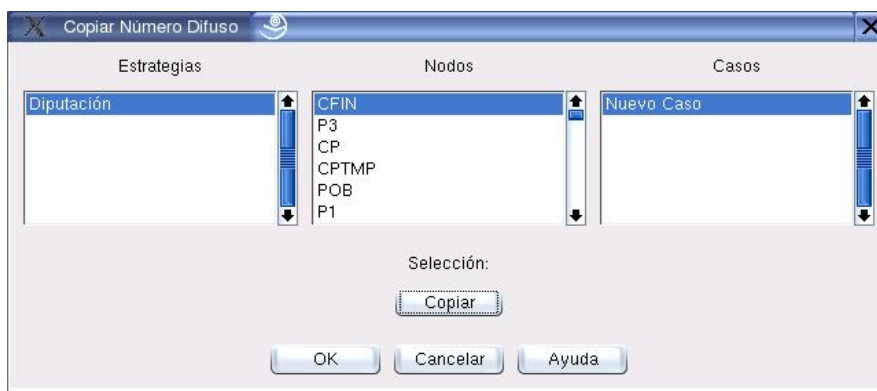 Copiar Número Difuso
Estrategias
Nodos
Casos
Diputación
CFIN
P3
CP
CPTMP
POB
P1
Nuevo Caso
Selección:
Copiar
OK
Cancelar
Ayuda